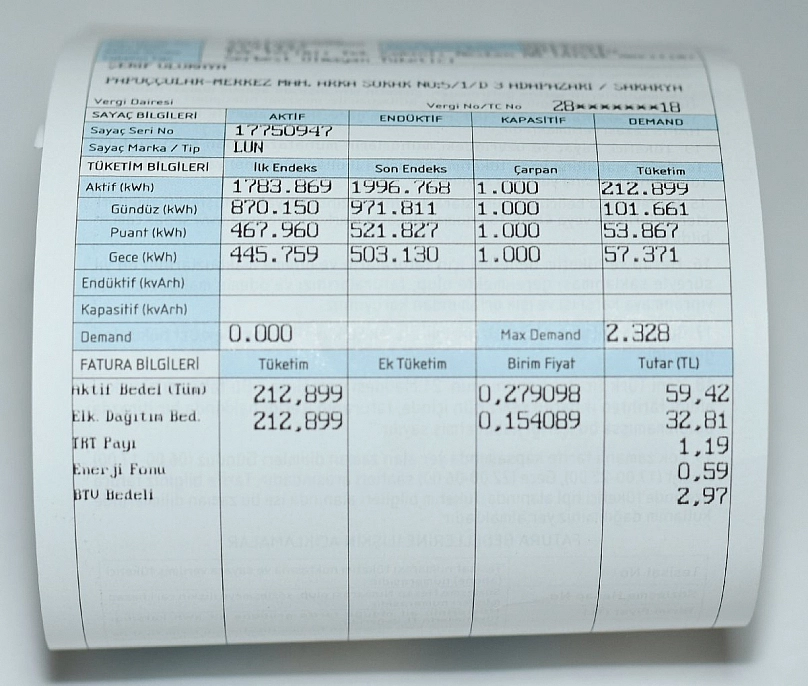 PAPUÇÇULAR-MERKEZ MAH. ARKA SOKAK NO:5/1/D 3 ADAPAZARI / SAKARYA
Vergi Dairesi Vergi No/TC No 28*******18
SAYAÇ BİLGİLERİ AKTİF ENDÜKTİF KAPASİTİF DEMAND
Sayaç Seri No 17750947
Sayaç Marka / Tip LUN
TÜKETİM BİLGİLERİ İlk Endeks Son Endeks Çarpan Tüketim
Aktif (kWh) 1783.869 1996.768 1.000 212.899
Gündüz (kWh) 870.150 971.811 1.000 101.661
Puant (kWh) 467.960 521.827 1.000 53.867
Gece (kWh) 445.759 503.130 1.000 57.371
Endüktif (kvArh)
Kapasitif (kvArh)
Demand 0.000 Max Demand 2.328
FATURA BİLGİLERİ Tüketim Ek Tüketim Birim Fiyat Tutar (TL)
Aktif Bedel (Tüm) 212,899 0,279098 59,42
Elk. Dağıtım Bed. 212,899 0,154089 32,81
TRT Payı 1,19
Enerji Fonu 0,59
BTV Bedeli 2,97